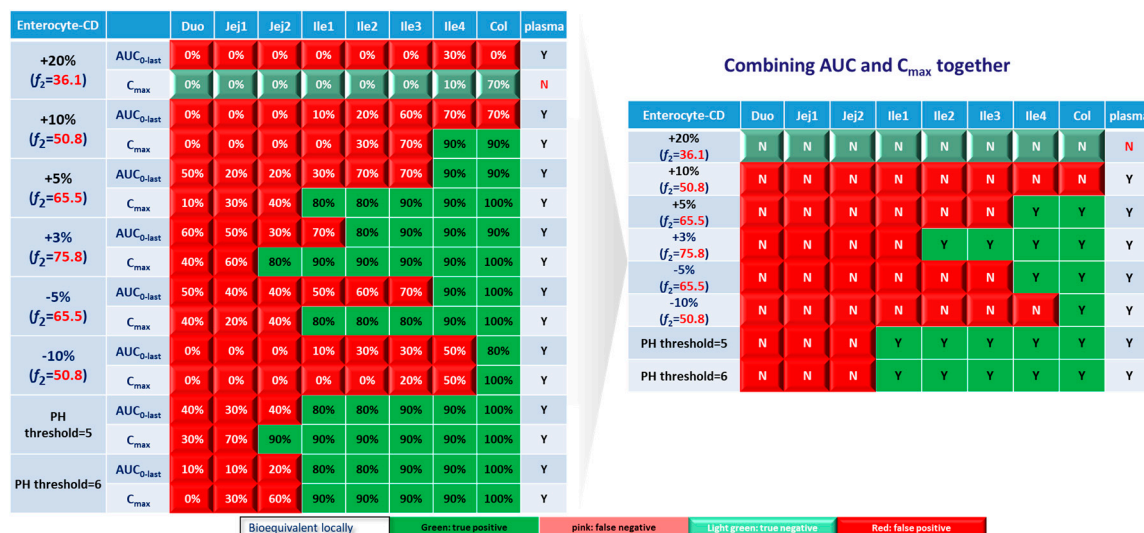 Enterocyte-CD Duo Jej1 Jej2 Ile1 Ile2 Ile3 Ile4 Col plasma
+20% (f2=36.1) AUC0-last 0% 0% 0% 0% 0% 0% 30% 0% Y
Cmax 0% 0% 0% 0% 0% 0% 10% 70% N
+10% (f2=50.8) AUC0-last 0% 0% 0% 10% 20% 60% 70% 70% Y
Cmax 0% 0% 0% 0% 30% 70% 90% 90% Y
+5% (f2=65.5) AUC0-last 50% 20% 20% 30% 70% 70% 90% 90% Y
Cmax 10% 30% 40% 80% 80% 90% 90% 100% Y
+3% (f2=75.8) AUC0-last 60% 50% 30% 70% 80% 90% 90% 90% Y
Cmax 40% 60% 80% 90% 90% 90% 90% 100% Y
-5% (f2=65.5) AUC0-last 50% 40% 40% 50% 60% 70% 90% 100% Y
Cmax 40% 20% 40% 80% 80% 80% 90% 100% Y
-10% (f2=50.8) AUC0-last 0% 0% 0% 10% 30% 30% 50% 80% Y
Cmax 0% 0% 0% 0% 0% 20% 50% 100% Y
PH threshold=5 AUC0-last 40% 30% 40% 80% 80% 90% 90% 100% Y
Cmax 30% 70% 90% 90% 90% 90% 90% 100% Y
PH threshold=6 AUC0-last 10% 10% 20% 80% 80% 90% 90% 100% Y
Cmax 0% 30% 60% 90% 90% 90% 90% 100% Y
Combining AUC and Cmax together
Enterocyte-CD Duo Jej1 Jej2 Ile1 Ile2 Ile3 Ile4 Col plasma
+20% (f2=36.1) N N N N N N N N N
+10% (f2=50.8) N N N N N N N N Y
+5% (f2=65.5) N N N N N N Y Y Y
+3% (f2=75.8) N N N N Y Y Y Y Y
-5% (f2=65.5) N N N N N N Y Y Y
-10% (f2=50.8) N N N N N N N Y Y
PH threshold=5 N N N Y Y Y Y Y Y
PH threshold=6 N N N Y Y Y Y Y Y
Bioequivalent locally Green: true positive pink: false negative Light green: true negative Red: false positive